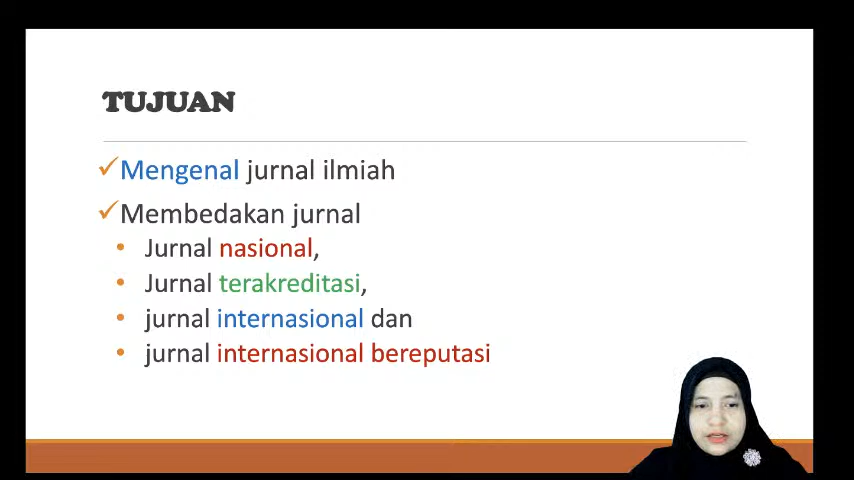 TUJUAN
Mengenal jurnal ilmiah
Membedakan jurnal
Jurnal nasional,
Jurnal terakreditasi,
jurnal internasional dan
jurnal internasional bereputasi